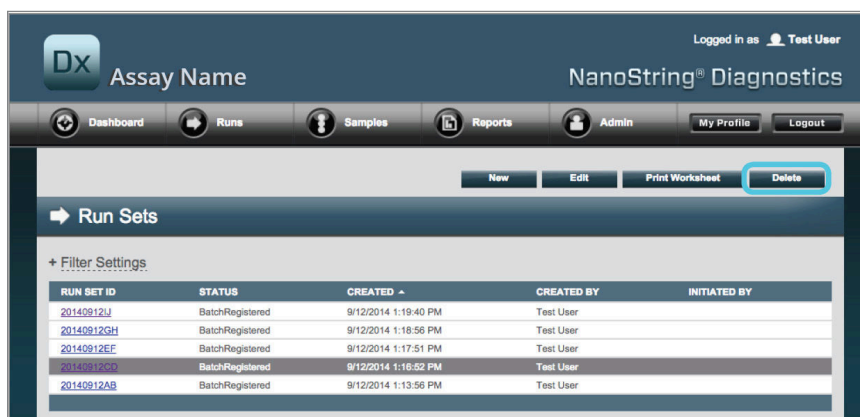 Logged in as Test User
Dx Assay Name NanoString® Diagnostics
Dashboard Runs Samples Reports Admin My Profile Logout
New Edit Print Worksheet Delete
Run Sets
+ Filter Settings
RUN SET ID STATUS CREATED CREATED BY INITIATED BY
20140912IJ BatchRegistered 9/12/2014 1:19:40 PM Test User
20140912GH BatchRegistered 9/12/2014 1:18:56 PM Test User
20140912EF BatchRegistered 9/12/2014 1:17:51 PM Test User
20140912CD BatchRegistered 9/12/2014 1:16:52 PM Test User
20140912AB BatchRegistered 9/12/2014 1:13:56 PM Test User